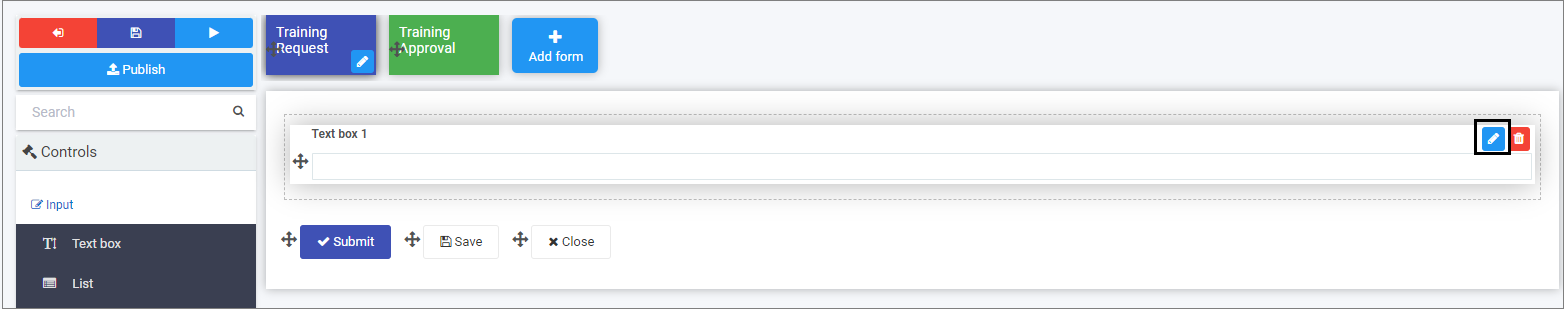 Training
Request
Training
Approval
Add form
Publish
Search
Controls
Input
Text box
List
Text box 1
Submit
Save
Close